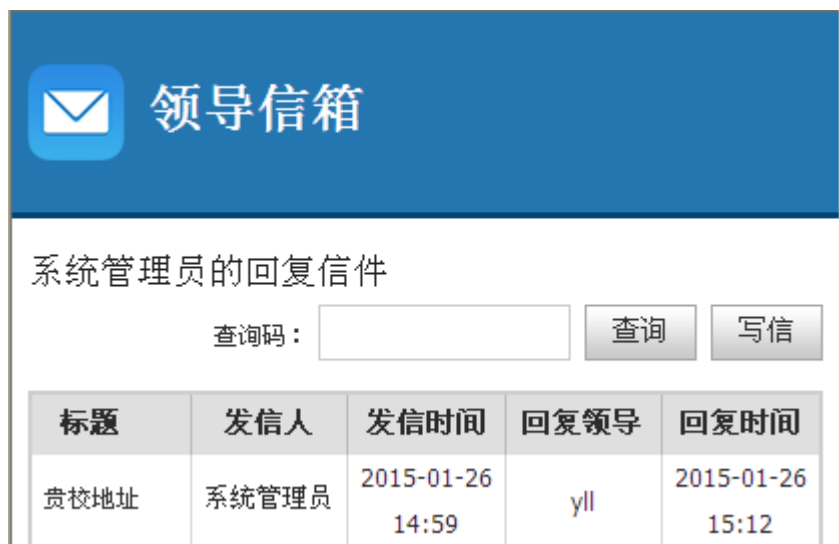 领导信箱
系统管理员的回复信件
查询码： 查询 写信
标题 发信人 发信时间 回复领导 回复时间
贵校地址 系统管理员 2015-01-26 14:59 yll 2015-01-26 15:12